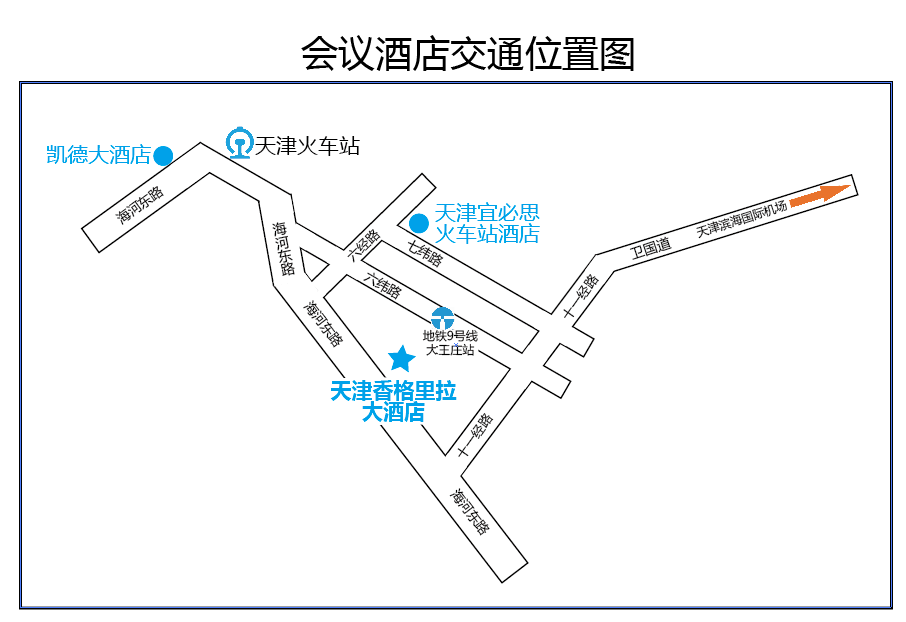 会议酒店交通位置图
天津火车站
凯德大酒店
海河东路
天津宜必思
火车站酒店
天津滨海国际机场
卫国道
海河东路
六经路
七纬路
六纬路
十一经路
海河东路
地铁9号线
大王庄站
天津香格里拉
大酒店
十一经路
海河东路